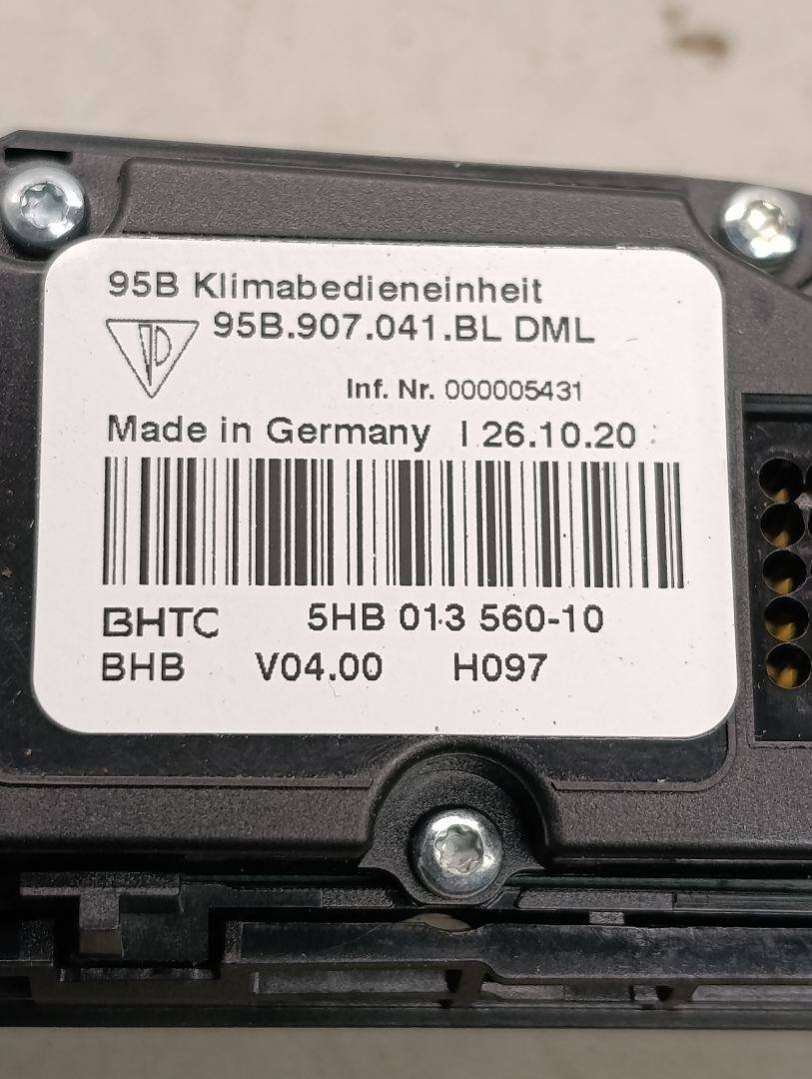 95B Klimabedieneinheit
95B.907.041.BL DML
Inf. Nr. 000005431
Made in Germany I 26.10.20
BHTC 5HB 013 560-10
BHB V04.00 H097